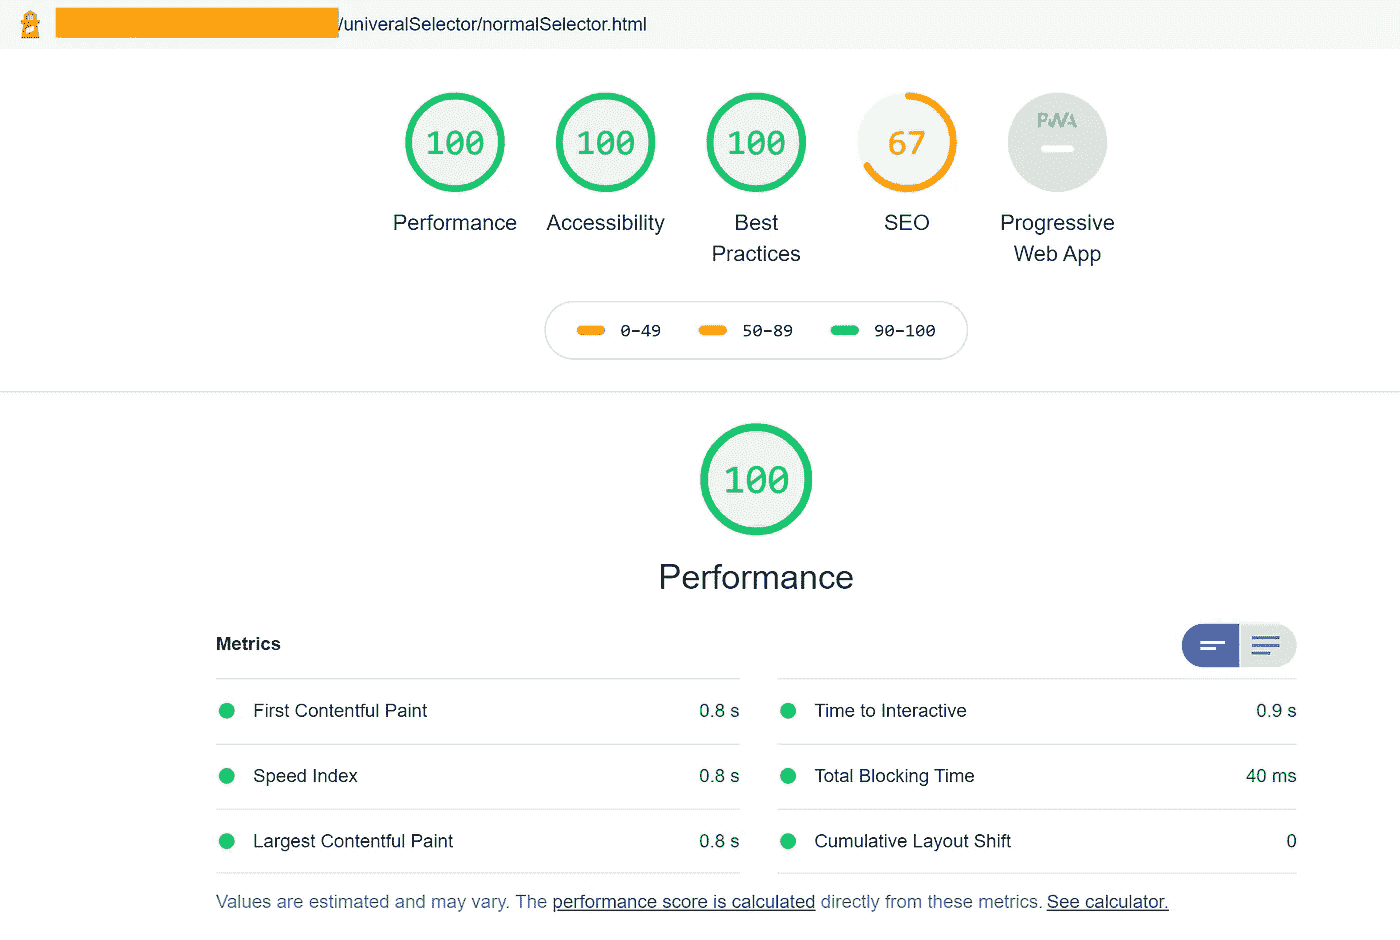 /univeralSelector/normalSelector.html
100 100 100 67 PWA
Performance Accessibility Best Practices SEO Progressive Web App
0–49 50–89 90–100
100
Performance
Metrics
First Contentful Paint 0.8 s Time to Interactive 0.9 s
Speed Index 0.8 s Total Blocking Time 40 ms
Largest Contentful Paint 0.8 s Cumulative Layout Shift 0
Values are estimated and may vary. The performance score is calculated directly from these metrics. See calculator.